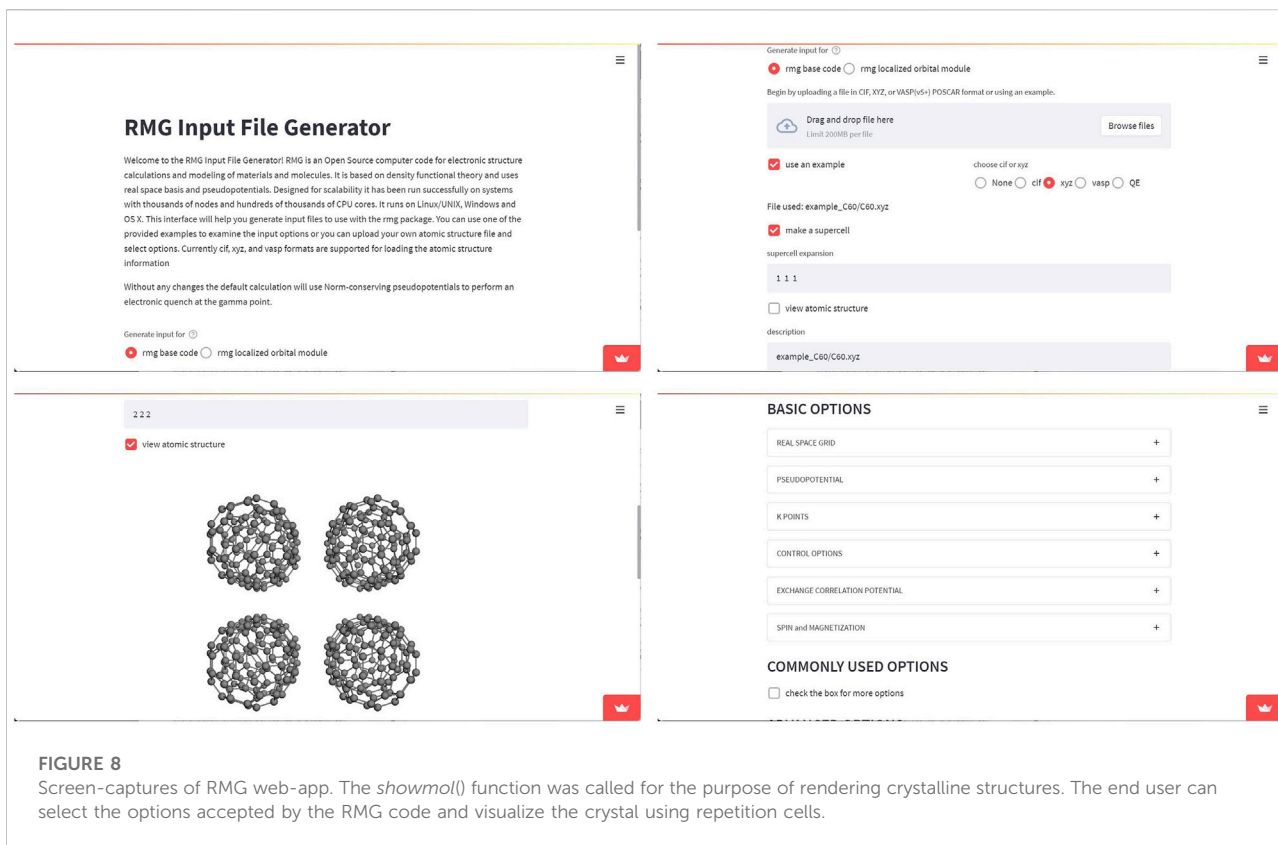 RMG Input File Generator
Welcome to the RMG Input File Generator! RMG is an Open Source computer code for electronic structure
calculations and modeling of materials and molecules. It is based on density functional theory and uses
real space basis and pseudopotentials. Designed for scalability it has been run successfully on systems
with thousands of nodes and hundreds of thousands of CPU cores. It runs on Linux/UNIX, Windows and
OS X. This interface will help you generate input files to use with the rmg package. You can use one of the
provided examples to examine the input options or you can upload your own atomic structure file and
select options. Currently cif, xyz, and vasp formats are supported for loading the atomic structure
information
Without any changes the default calculation will use Norm-conserving pseudopotentials to perform an
electronic quench at the gamma point.
Generate input for ?
rmg base code rmg localized orbital module
Generate input for ?
rmg base code rmg localized orbital module
Begin by uploading a file in CIF, XYZ, or VASP(v5+) POSCAR format or using an example.
Drag and drop file here
Limit 200MB per file
Browse files
use an example
choose cif or xyz
None cif xyz vasp QE
File used: example_C60/C60.xyz
make a supercell
supercell expansion
1 1 1
view atomic structure
description
example_C60/C60.xyz
2 2 2
view atomic structure
BASIC OPTIONS
REAL SPACE GRID +
PSEUDOPOTENTIAL +
K POINTS +
CONTROL OPTIONS +
EXCHANGE CORRELATION POTENTIAL +
SPIN and MAGNETIZATION +
COMMONLY USED OPTIONS
check the box for more options
FIGURE 8
Screen-captures of RMG web-app. The showmol() function was called for the purpose of rendering crystalline structures. The end user can
select the options accepted by the RMG code and visualize the crystal using repetition cells.